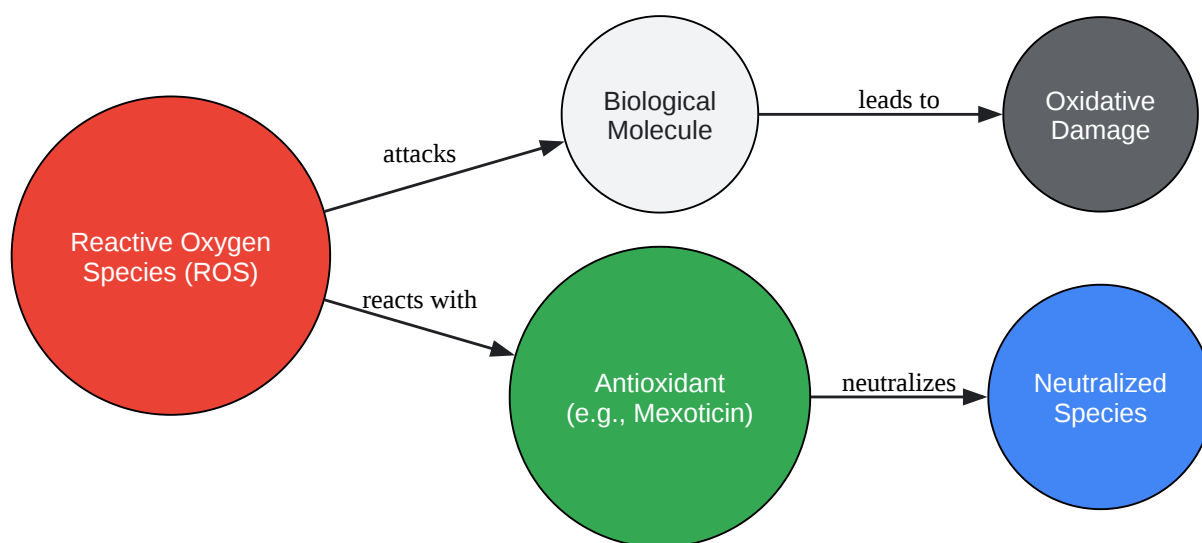 Reactive Oxygen
Species (ROS)
attacks
Biological
Molecule
leads to
Oxidative
Damage
reacts with
Antioxidant
(e.g., Mexoticin)
neutralizes
Neutralized
Species